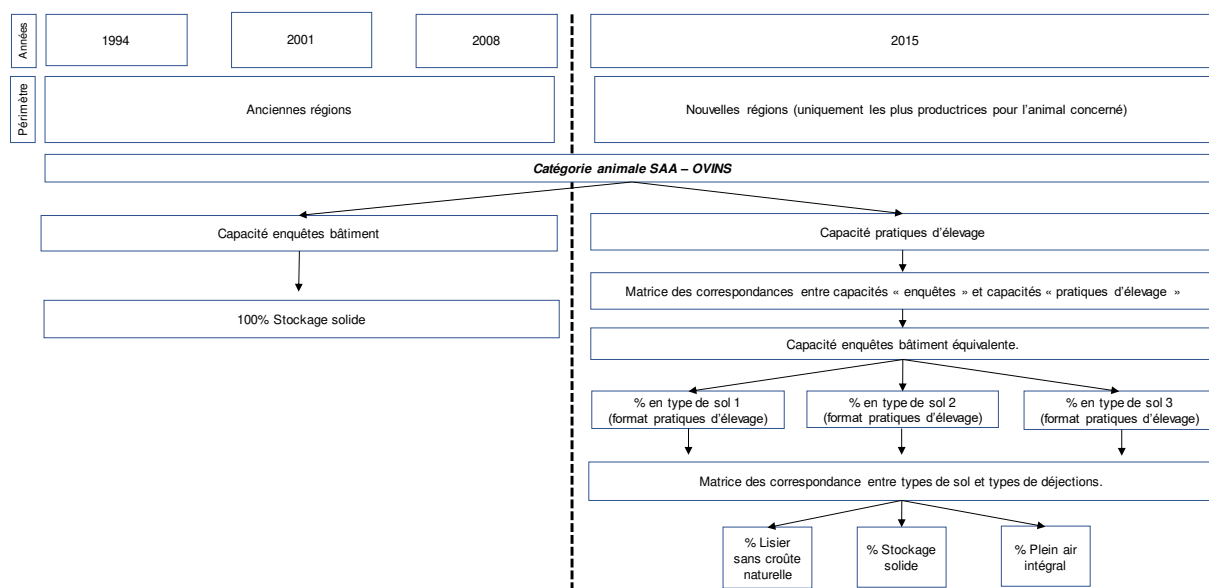 Années
1994
2001
2008
2015
Périmètre
Anciennes régions
Nouvelles régions (uniquement les plus productrices pour l'animal concerné)
Catégorie animale SAA – OVINS
Capacité enquêtes bâtiment
Capacité pratiques d'élevage
Matrice des correspondances entre capacités « enquêtes » et capacités « pratiques d'élevage »
100% Stockage solide
Capacité enquêtes bâtiment équivalente.
% en type de sol 1
(format pratiques d'élevage)
% en type de sol 2
(format pratiques d'élevage)
% en type de sol 3
(format pratiques d'élevage)
Matrice des correspondance entre types de sol et types de déjections.
% Lisier
sans croûte
naturelle
% Stockage
solide
% Plein air
intégral